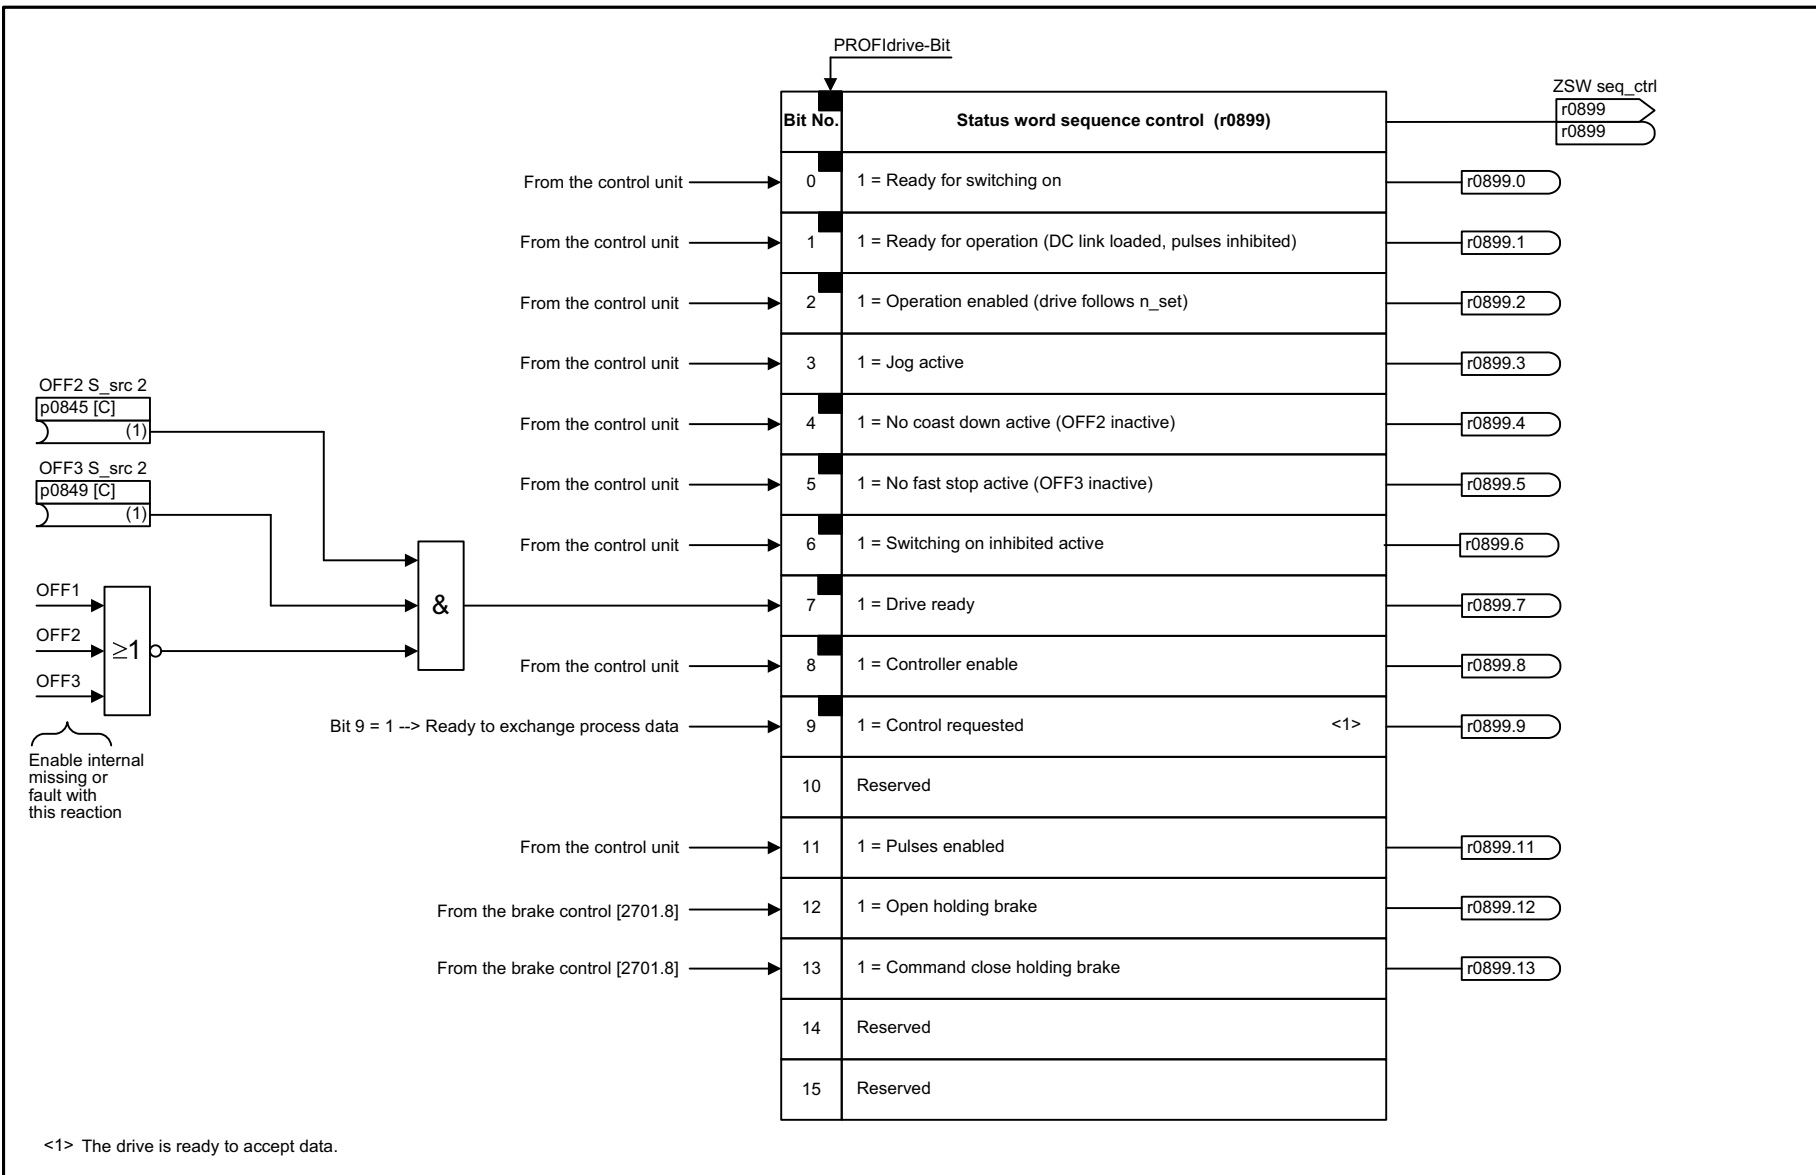 PROFIdrive-Bit
ZSW seq_ctrl
r0899
r0899
Bit No. Status word sequence control (r0899)
From the control unit 0 1 = Ready for switching on r0899.0
From the control unit 1 1 = Ready for operation (DC link loaded, pulses inhibited) r0899.1
From the control unit 2 1 = Operation enabled (drive follows n_set) r0899.2
From the control unit 3 1 = Jog active r0899.3
OFF2 S_src 2
p0845 [C]
(1)
From the control unit 4 1 = No coast down active (OFF2 inactive) r0899.4
OFF3 S_src 2
p0849 [C]
(1)
From the control unit 5 1 = No fast stop active (OFF3 inactive) r0899.5
From the control unit 6 1 = Switching on inhibited active r0899.6
OFF1
OFF2
OFF3
≥1
&
7 1 = Drive ready r0899.7
From the control unit 8 1 = Controller enable r0899.8
Bit 9 = 1 --> Ready to exchange process data 9 1 = Control requested <1> r0899.9
Enable internal
missing or
fault with
this reaction
10 Reserved
From the control unit 11 1 = Pulses enabled r0899.11
From the brake control [2701.8] 12 1 = Open holding brake r0899.12
From the brake control [2701.8] 13 1 = Command close holding brake r0899.13
14 Reserved
15 Reserved
<1> The drive is ready to accept data.